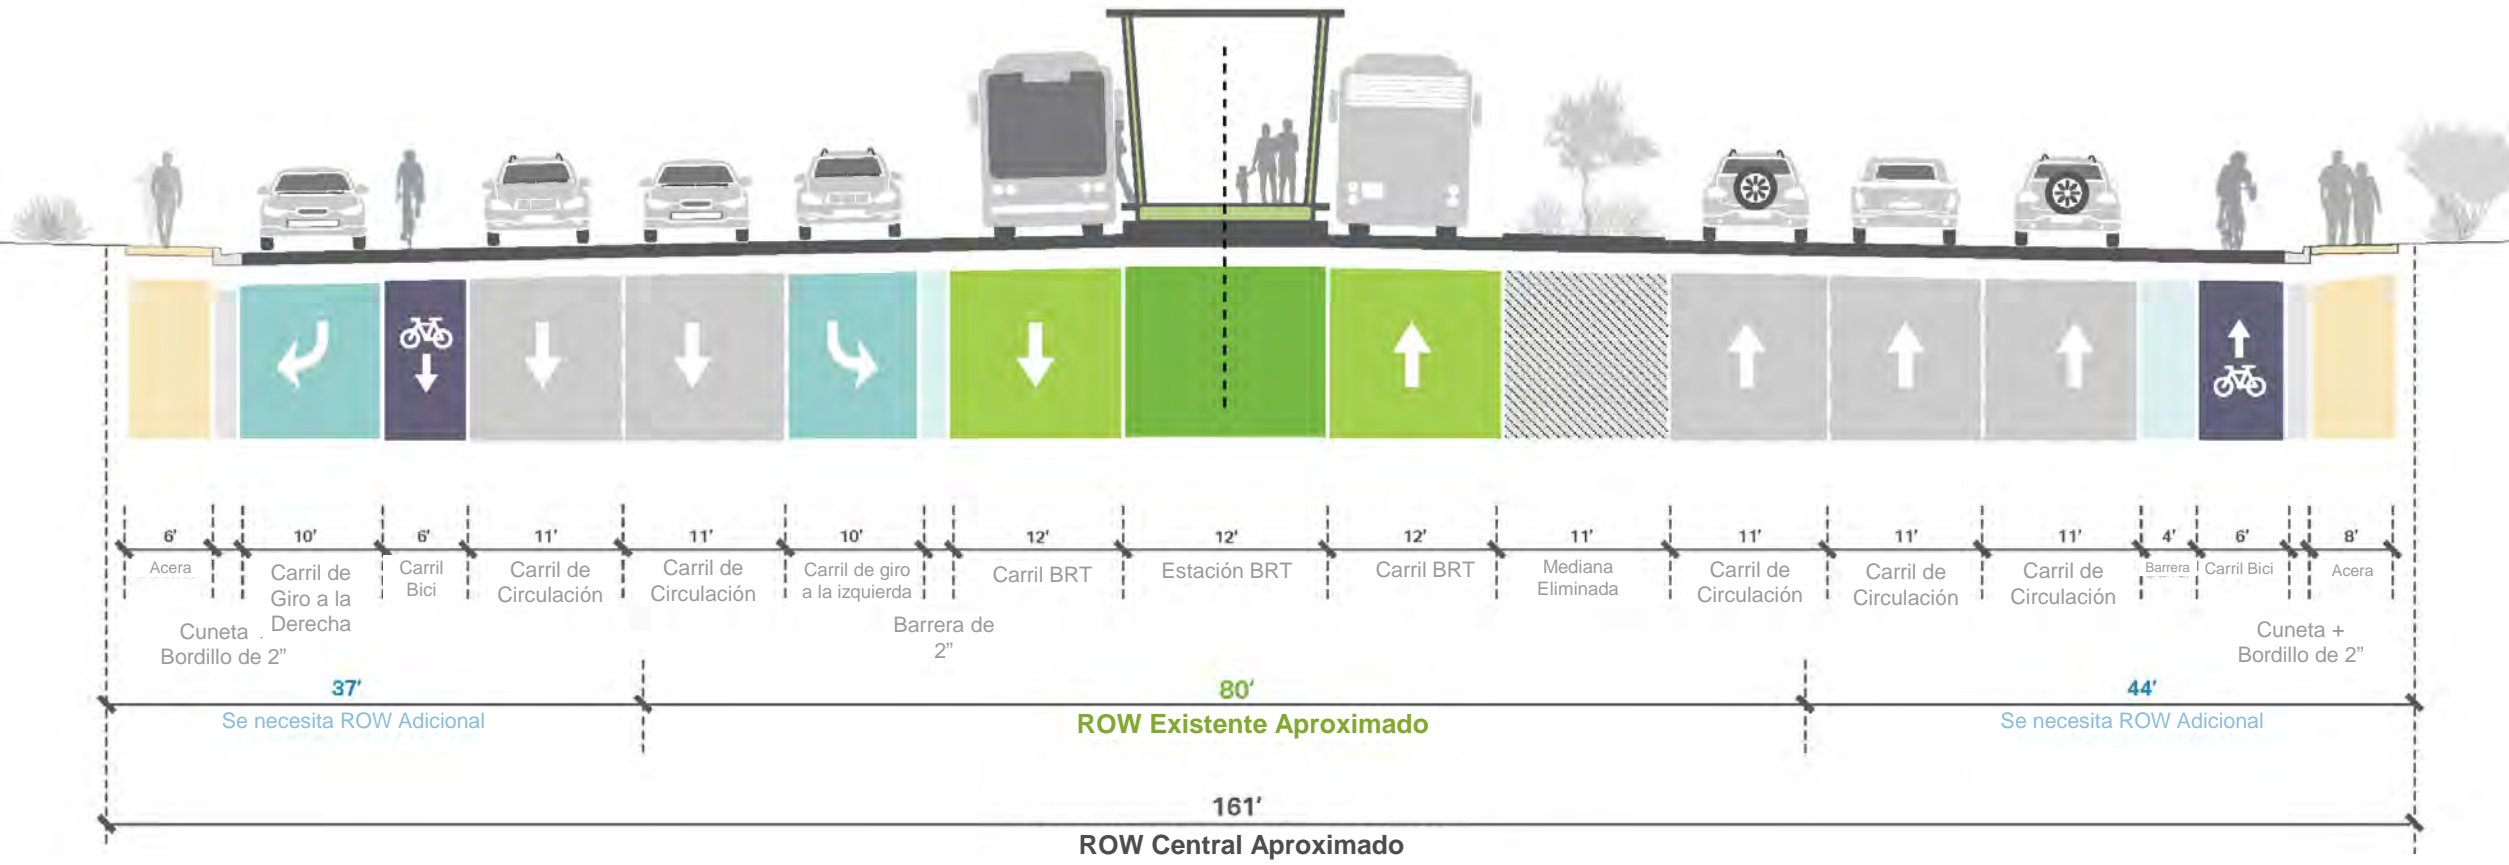 6' 10' 6' 11' 11' 10' 12' 12' 12' 11' 11' 11' 11' 4' 6' 8'
Acera
Carril de
Giro a la
Derecha
Carril
Bici
Carril de
Circulación
Carril de
Circulación
Carril de giro
a la izquierda
Carril BRT
Estación BRT
Carril BRT
Mediana
Eliminada
Carril de
Circulación
Carril de
Circulación
Carril de
Circulación
Barrera
Carril Bici
Acera
Cuneta
Bordillo de 2”
Barrera de
2”
Cuneta +
Bordillo de 2”
37'
Se necesita ROW Adicional
80'
ROW Existente Aproximado
44'
Se necesita ROW Adicional
161'
ROW Central Aproximado